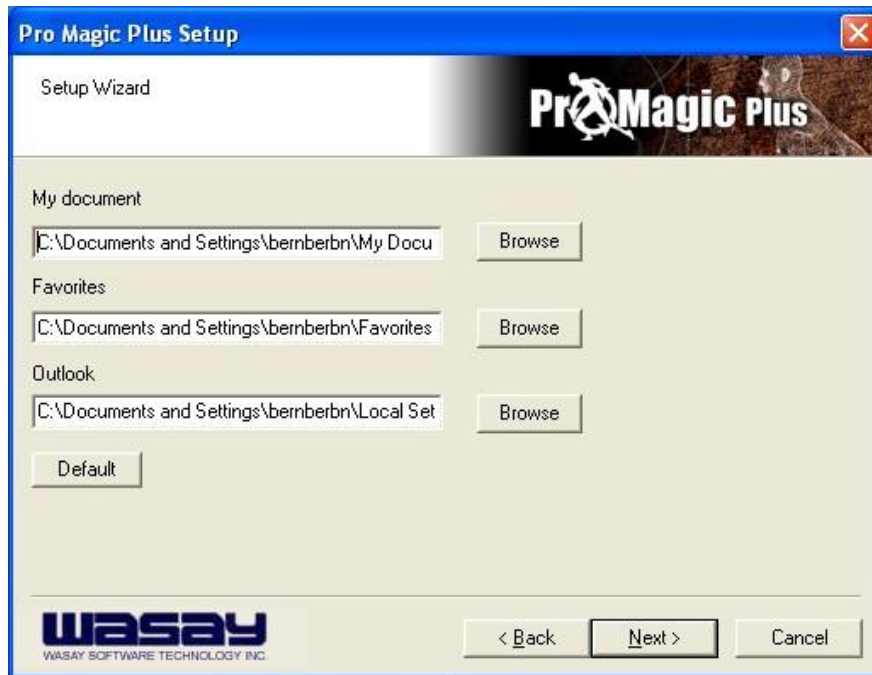 Pro Magic Plus Setup
Setup Wizard
PrOMagic Plus
My document
C:\Documents and Settings\bernberbn\My Docu
Browse
Favorites
C:\Documents and Settings\bernberbn\Favorites
Browse
Outlook
C:\Documents and Settings\bernberbn\Local Set
Browse
Default
wasay
WASAY SOFTWARE TECHNOLOGY INC.
< Back
Next >
Cancel